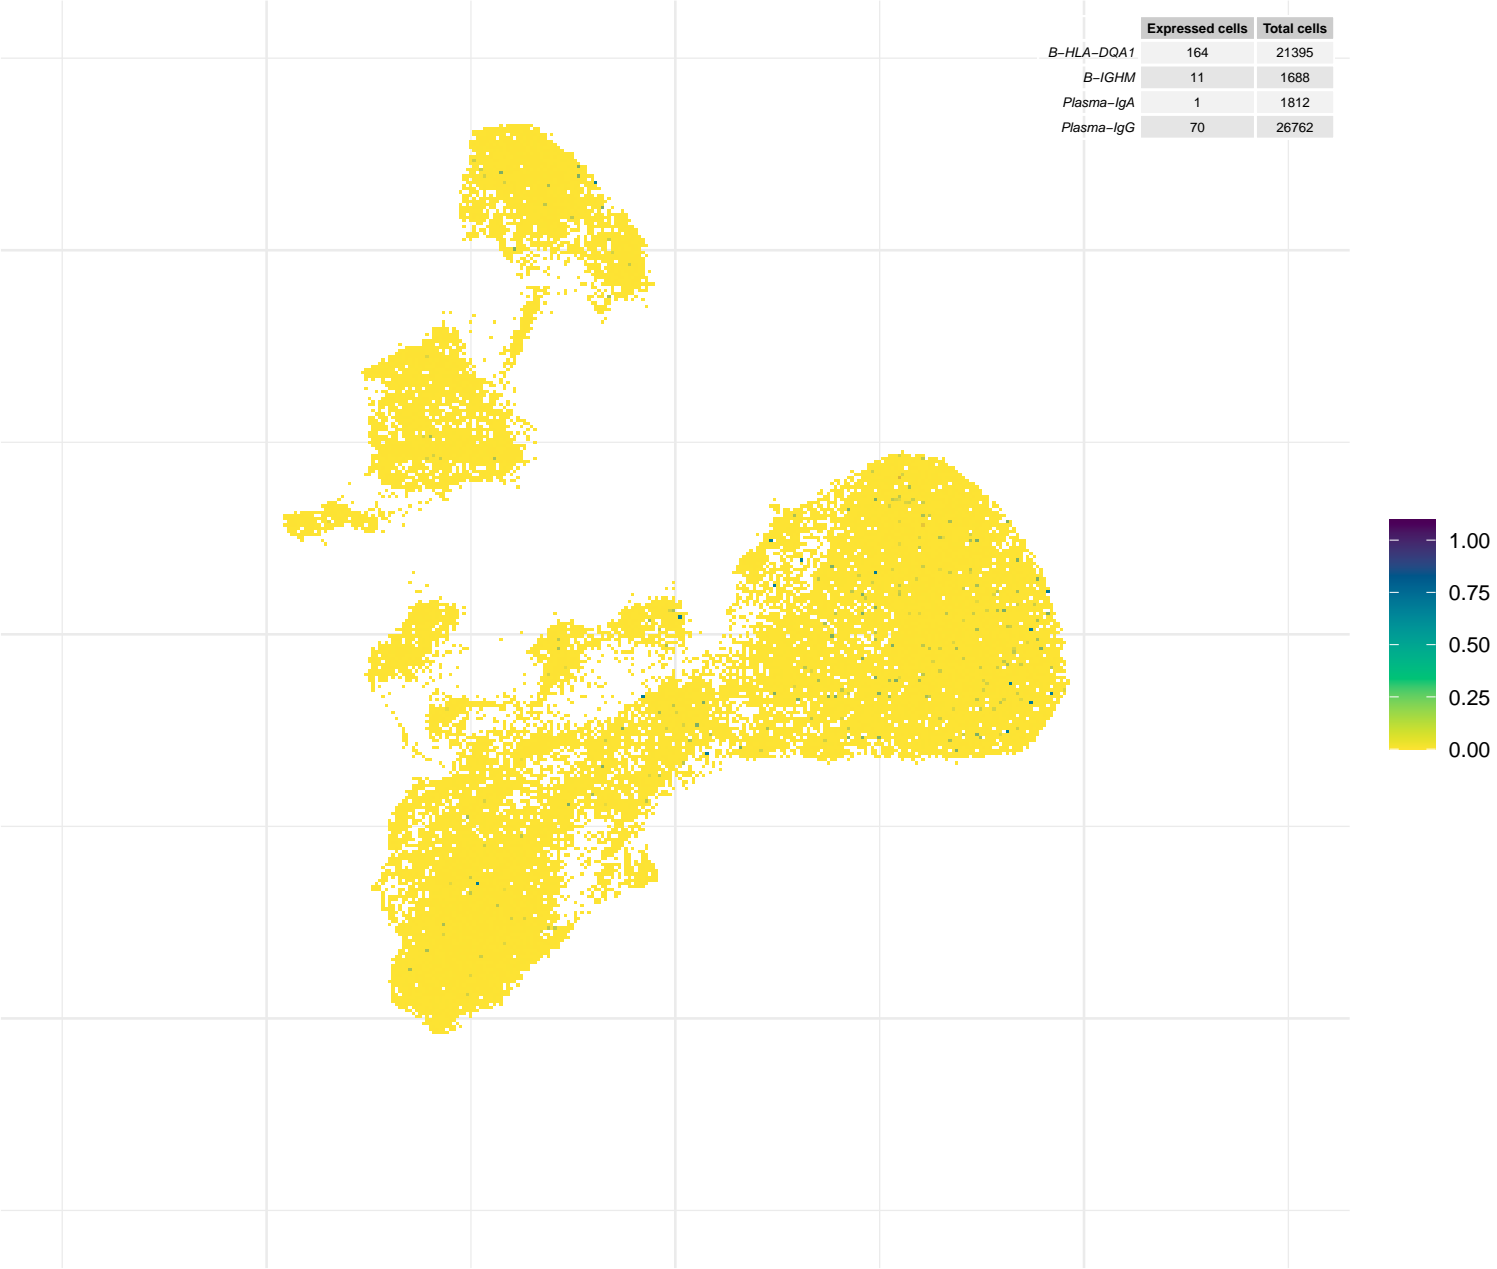 Expressed cells Total cells
B−HLA−DQA1 164 21395
B−IGHM 11 1688
Plasma−IgA 1 1812
Plasma−IgG 70 26762
1.00
0.75
0.50
0.25
0.00